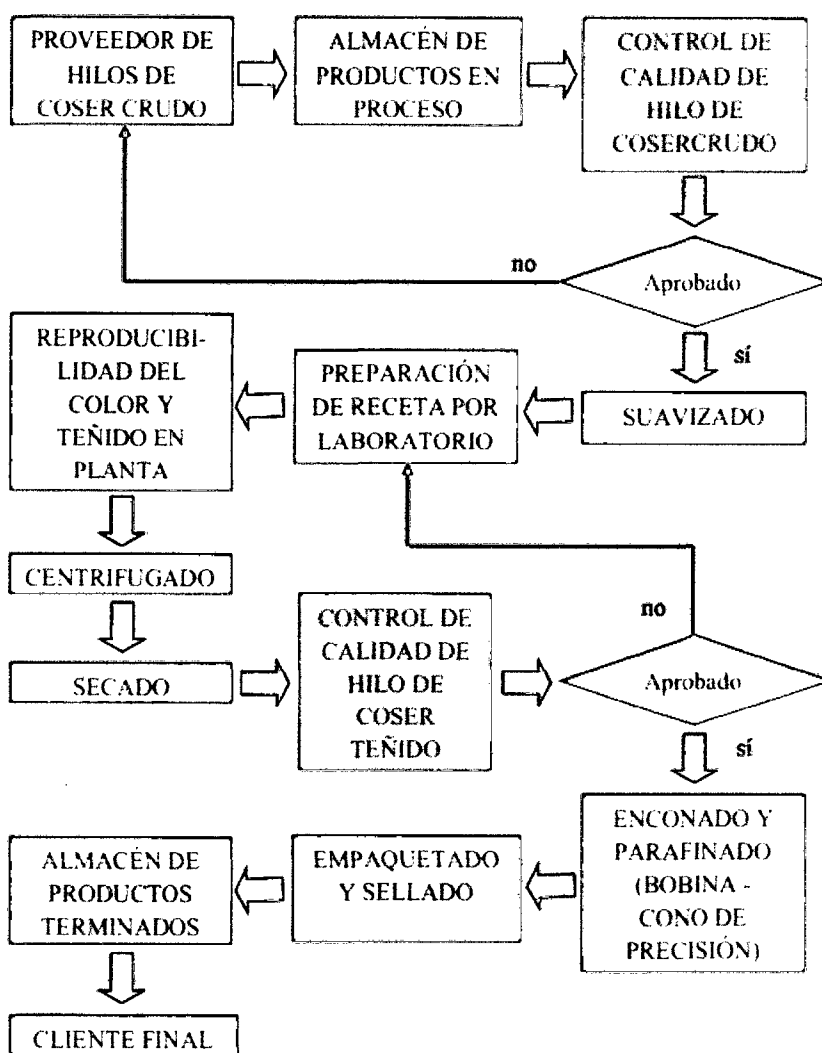 PROVEEDOR DE
HILOS DE
COSER CRUDO
ALMACÉN DE
PRODUCTOS EN
PROCESO
CONTROL DE
CALIDAD DE
HILO DE
COSERCRUDO
no
Aprobado
sí
REPRODUCIBI-
LIDAD DEL
COLOR Y
TEÑIDO EN
PLANTA
PREPARACIÓN
DE RECETA POR
LABORATORIO
SUAVIZADO
CENTRIFUGADO
SECADO
CONTROL DE
CALIDAD DE
HILO DE
COSER
TEÑIDO
no
Aprobado
sí
ENCONADO Y
PARAFINADO
(BOBINA -
CONO DE
PRECISIÓN)
EMPAQUETADO
Y SELLADO
ALMACÉN DE
PRODUCTOS
TERMINADOS
CLIENTE FINAL